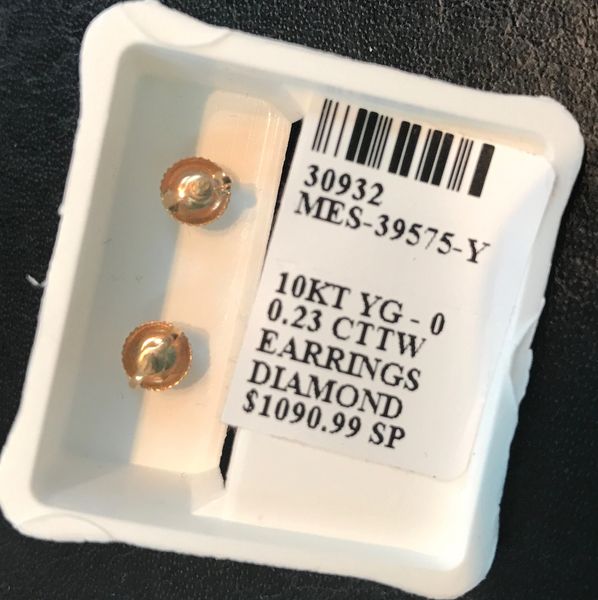 30932
MES-39575-Y
10KT YG - 0
0.23 CTTW
EARRINGS
DIAMOND
$1090.99 SP